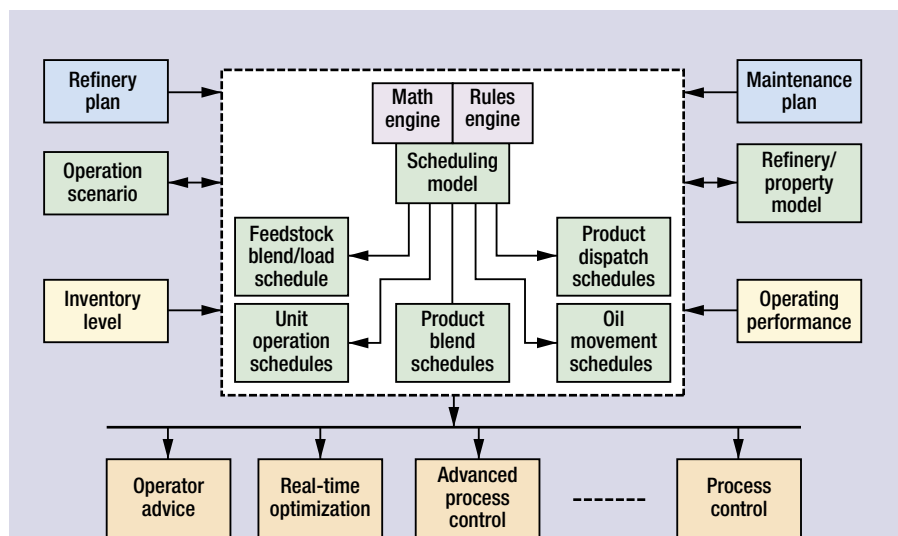 Refinery
plan
Math
engine
Rules
engine
Maintenance
plan
Operation
scenario
Scheduling
model
Refinery/
property
model
Feedstock
blend/load
schedule
Product
dispatch
schedules
Inventory
level
Unit
operation
schedules
Product
blend
schedules
Oil
movement
schedules
Operating
performance
Operator
advice
Real-time
optimization
Advanced
process
control
Process
control